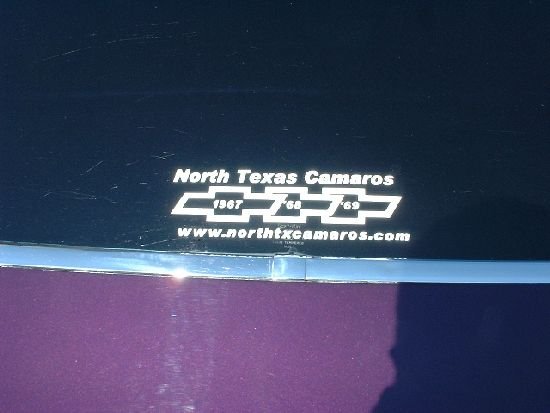 North Texas Camaros
1967 '68 '69
www.northtxcamaros.com